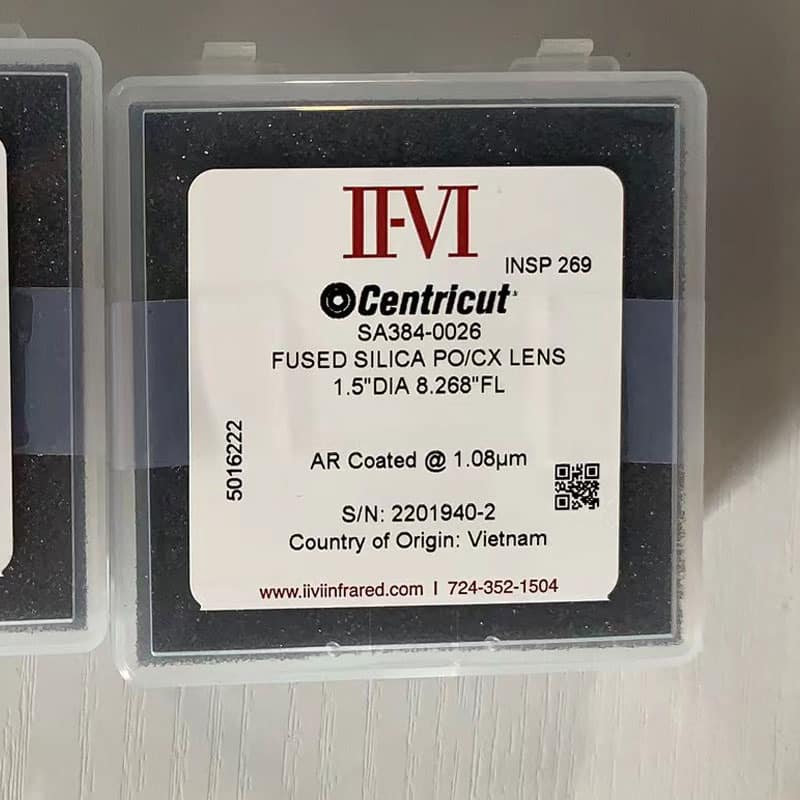 II-VI
INSP 269
Centricut
SA384-0026
FUSED SILICA PO/CX LENS
1.5"DIA 8.268"FL
5016222
AR Coated @ 1.08µm
S/N: 2201940-2
Country of Origin: Vietnam
www.iiviinfrared.com | 724-352-1504